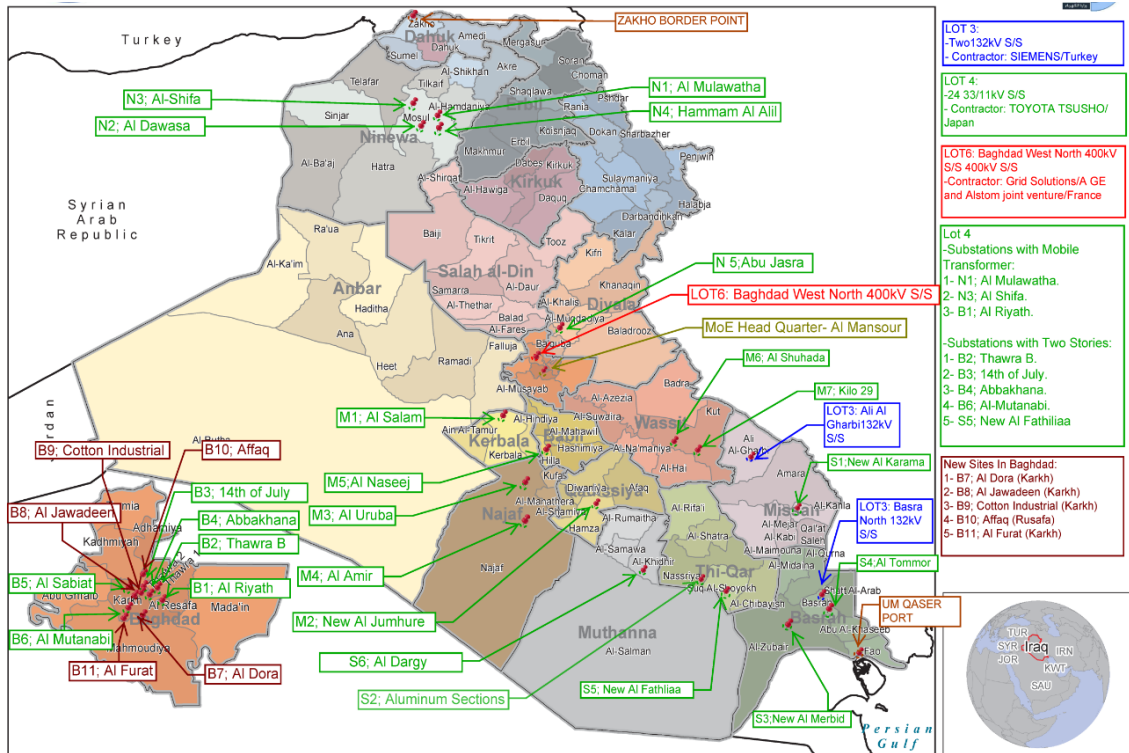 ZAKHO BORDER POINT
Turkey
Syrian
Arab
Republic
Persian
Gulf
Zakho
Dahuk
Amedi
Sumel
Dahuk
Mergasur
Akre
Al-Shikhan
Telafar
Tilkaif
Shaqlawa
Rania
Pshdar
N3; Al-Shifa
N1; Al Mulawatha
N2; Al Dawasa
N4; Hammam Al Alil
Al-Hamdaniya
Mosul
Sinjar
Ninewa
Erbil
Erbil
Koisnjaq
Dokan
Sharbazher
Makhmur
Al-Ba'aj
Hatra
Dabes
Kirkuk
Kirkuk
Penjwin
Sulaymaniya
Chamchamal
Al-Shirqat
Al-Hawiga
Daquq
Halabja
Darbandihkan
Kalar
Ra'ua
Baiji
Tikrit
Tooz
Kifri
Al-Ka'im
Anbar
Haditha
Salah al-Din
Samarra
Al-Daur
Al-Thethar
Khanaqin
Diyala
Al-Khalis
Al-Muqdadiya
Baladrooz
Ana
Balad
Al-Fares
Heet
Ramadi
Falluja
Ba'quba
Al-Musayab
Badra
N 5;Abu Jasra
LOT6: Baghdad West North 400kV S/S
MoE Head Quarter- Al Mansour
M6; Al Shuhada
M7; Kilo 29
LOT3: Ali Al
Gharbi132kV
S/S
M1; Al Salam
Al-Azezia
Al-Suwaira
Wassit
Kut
Ali
Al-Hindiya
Al-Mahawil
Babil
Hashimiya
Hilla
Ain Al-Tamur
Kerbala
Kerbala
Al-Na'maniya
Al-Hai
Amara
S1;New Al Karama
M5; Al Naseej
M3; Al Uruba
Kufa
Al-Manathera
Al-Shamiya
Diwaniya
Afaq
Hamza
Najaf
Najaf
Missan
Al-Kahla
Al-Rifa'i
Al-Rumaitha
Al-Samawa
Al-Khidhir
Al-Shatra
Qal'at
Saleh
Al-Kabi
Al-Maimouna
Al-Midaina
Al-Qurna
LOT3: Basra
North 132kV
S/S
S4;Al Tommor
M4; Al Amir
M2; New Al Jumhure
Nassriya
Thi-Qar
Suq Al-Shoyokh
Al-Chibayish
Shatt Al-Arab
Basrah
Abu Al-Khaseeb
Al-Zubair
Fao
UM QASER
PORT
S6; Al Dargy
Muthanna
Al-Salman
S2; Aluminum Sections
S5; New Al Fathliaa
S3;New Al Merbid
B9; Cotton Industrial
B10; Affaq
B8; Al Jawadeen
B3; 14th of July
B4; Abbakhana
B2; Thawra B
B5; Al Sabiat
B1; Al Riyath
B6; Al Mutanabi
B11; Al Furat
B7; Al Dora
Adhamiya
Kadhmiyah
Abu Ghraib
Karkh
Al Resafa
Mada'in
Baghdad
Mahmoudiya
LOT 3:
-Two132kV S/S
- Contractor: SIEMENS/Turkey
LOT 4:
-24 33/11kV S/S
- Contractor: TOYOTA TSUSHO/
Japan
LOT6: Baghdad West North 400kV
S/S 400kV S/S
-Contractor: Grid Solutions/A GE
and Alstom joint venture/France
Lot 4
-Substations with Mobile
Transformer:
1- N1; Al Mulawatha.
2- N3; Al Shifa.
3- B1; Al Riyath.
-Substations with Two Stories:
1- B2; Thawra B.
2- B3; 14th of July.
3- B4; Abbakhana.
4- B6; Al-Mutanabi.
5- S5; New Al Fathiliaa
New Sites In Baghdad:
1- B7; Al Dora (Karkh)
2- B8; Al Jawadeen (Karkh)
3- B9; Cotton Industrial (Karkh)
4- B10; Affaq (Rusafa)
5- B11; Al Furat (Karkh)
TUR
SYR
Iraq
IRN
JOR
KWT
SAU